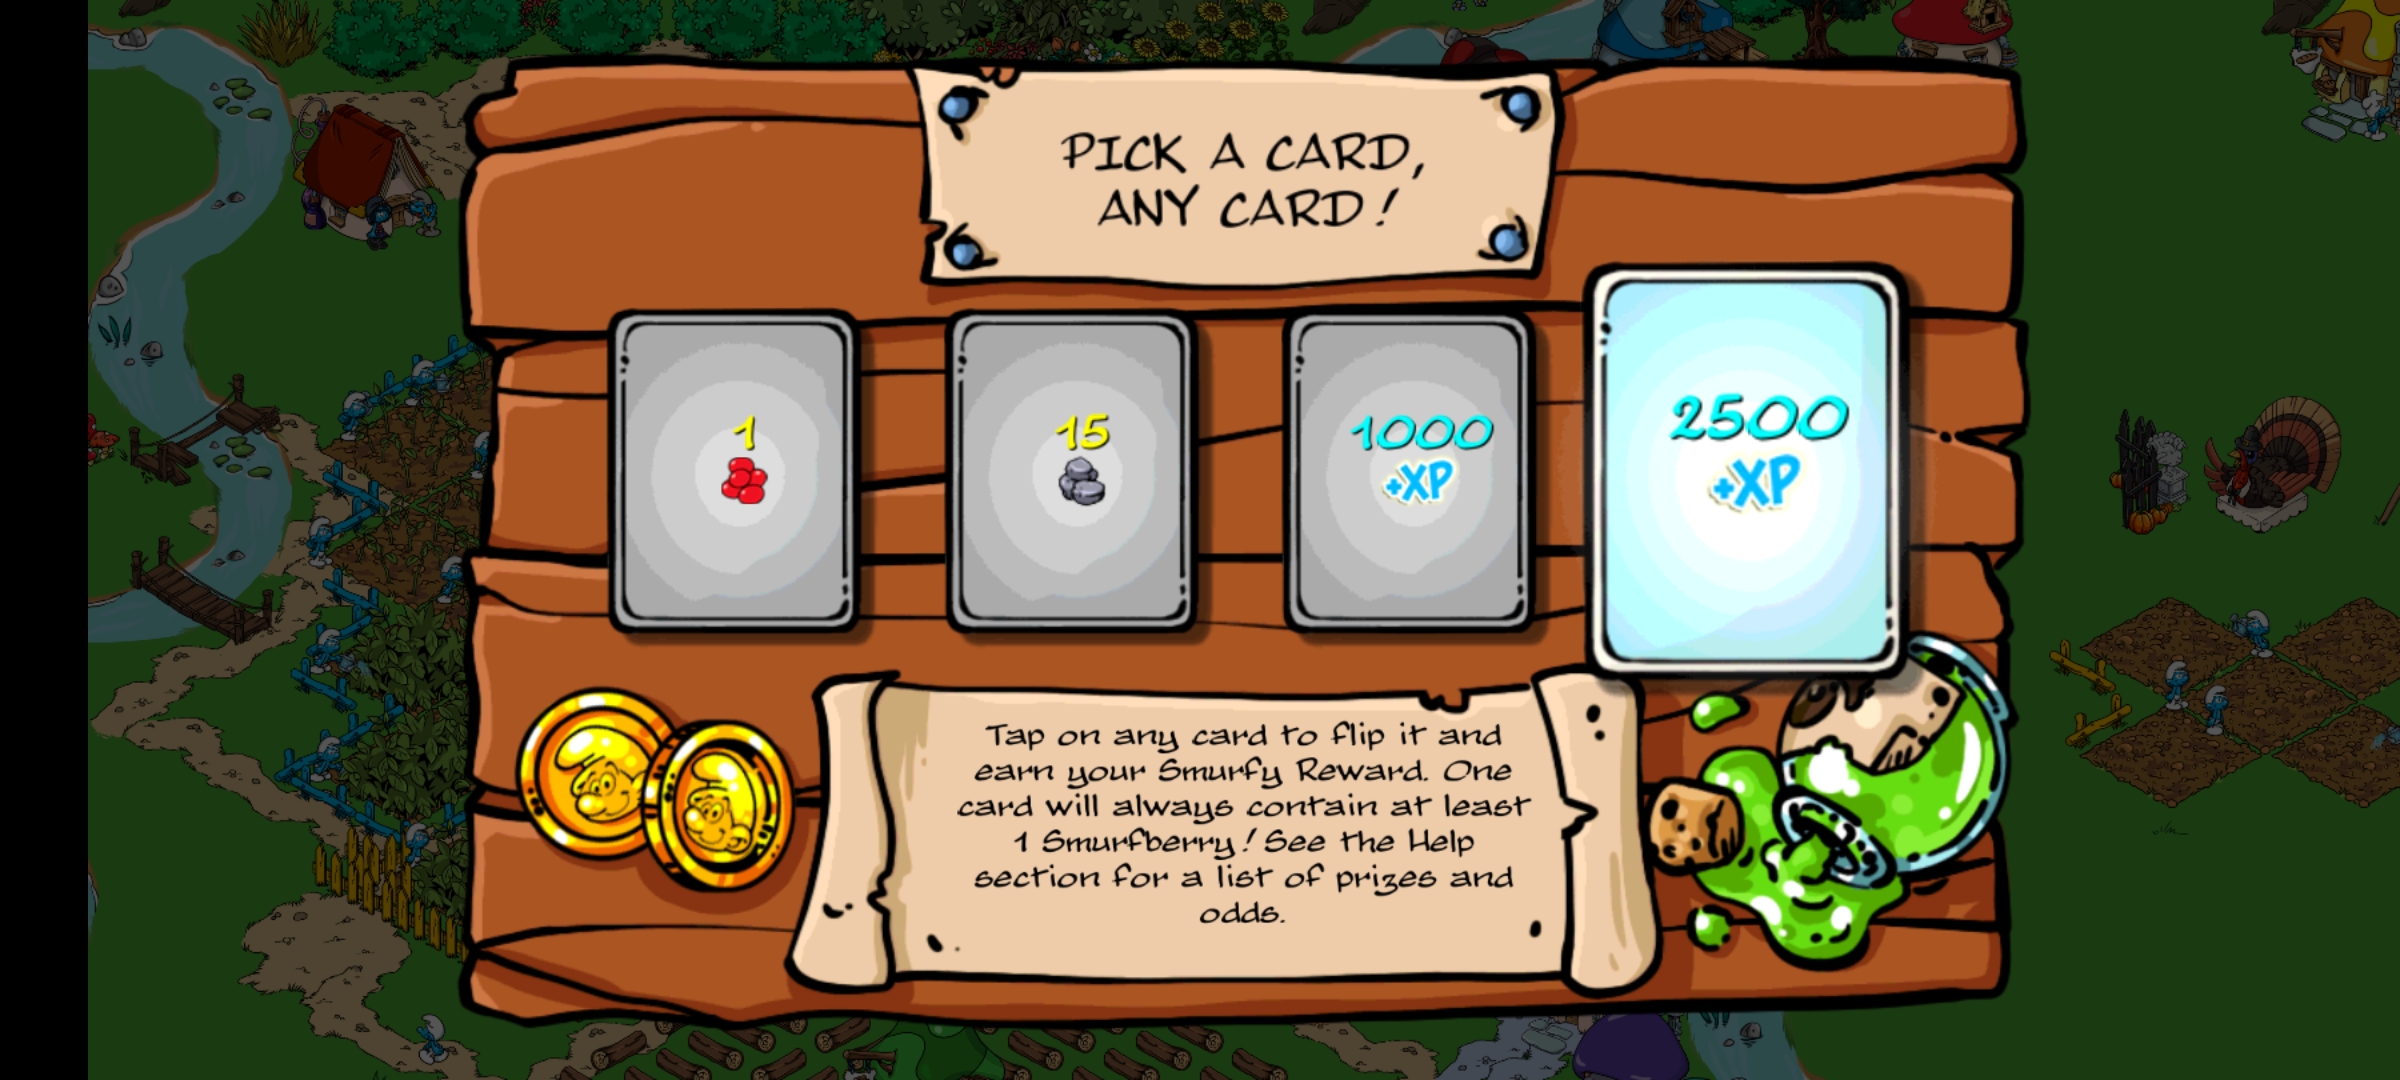 PICK A CARD,
ANY CARD!
1
15
1000
+XP
2500
+XP
Tap on any card to flip it and
earn your Smurfy Reward. One
card will always contain at least
1 Smurfberry! See the Help
section for a list of prizes and
odds.